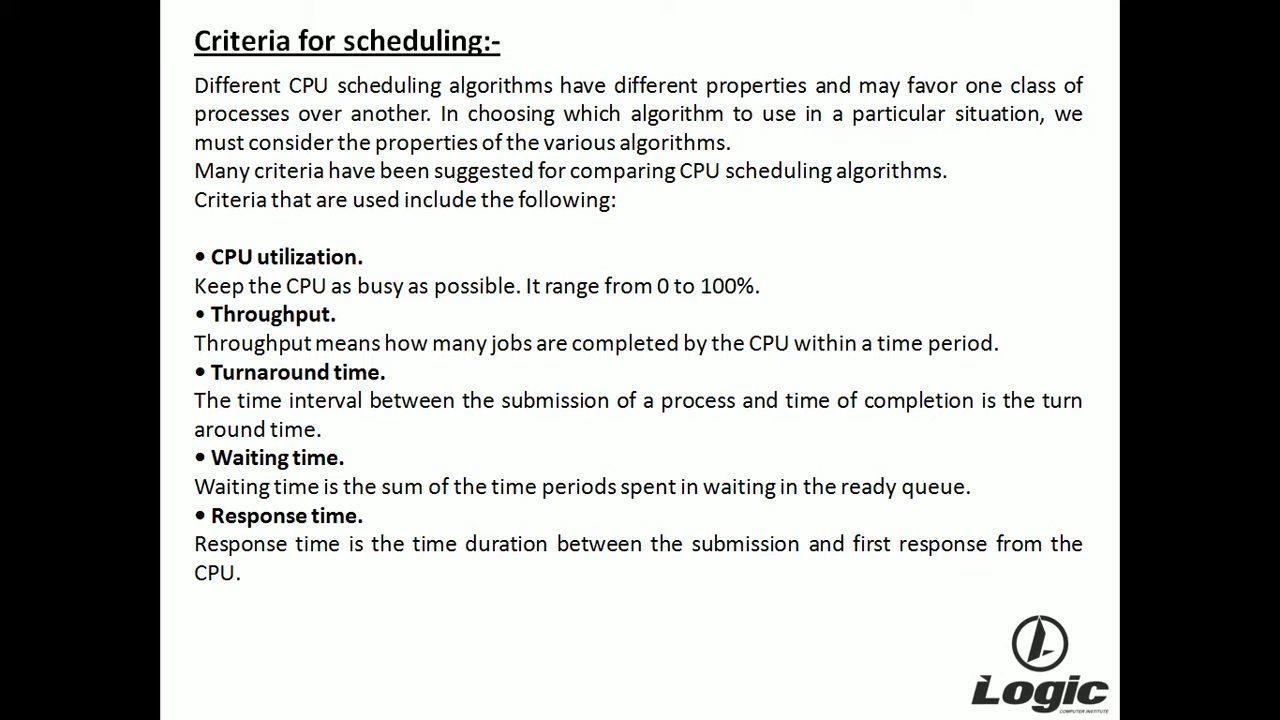 Criteria for scheduling:-
Different CPU scheduling algorithms have different properties and may favor one class of
processes over another. In choosing which algorithm to use in a particular situation, we
must consider the properties of the various algorithms.
Many criteria have been suggested for comparing CPU scheduling algorithms.
Criteria that are used include the following:
• CPU utilization.
Keep the CPU as busy as possible. It range from 0 to 100%.
• Throughput.
Throughput means how many jobs are completed by the CPU within a time period.
• Turnaround time.
The time interval between the submission of a process and time of completion is the turn
around time.
• Waiting time.
Waiting time is the sum of the time periods spent in waiting in the ready queue.
• Response time.
Response time is the time duration between the submission and first response from the
CPU.
Logic
COMPUTER INSTITUTE